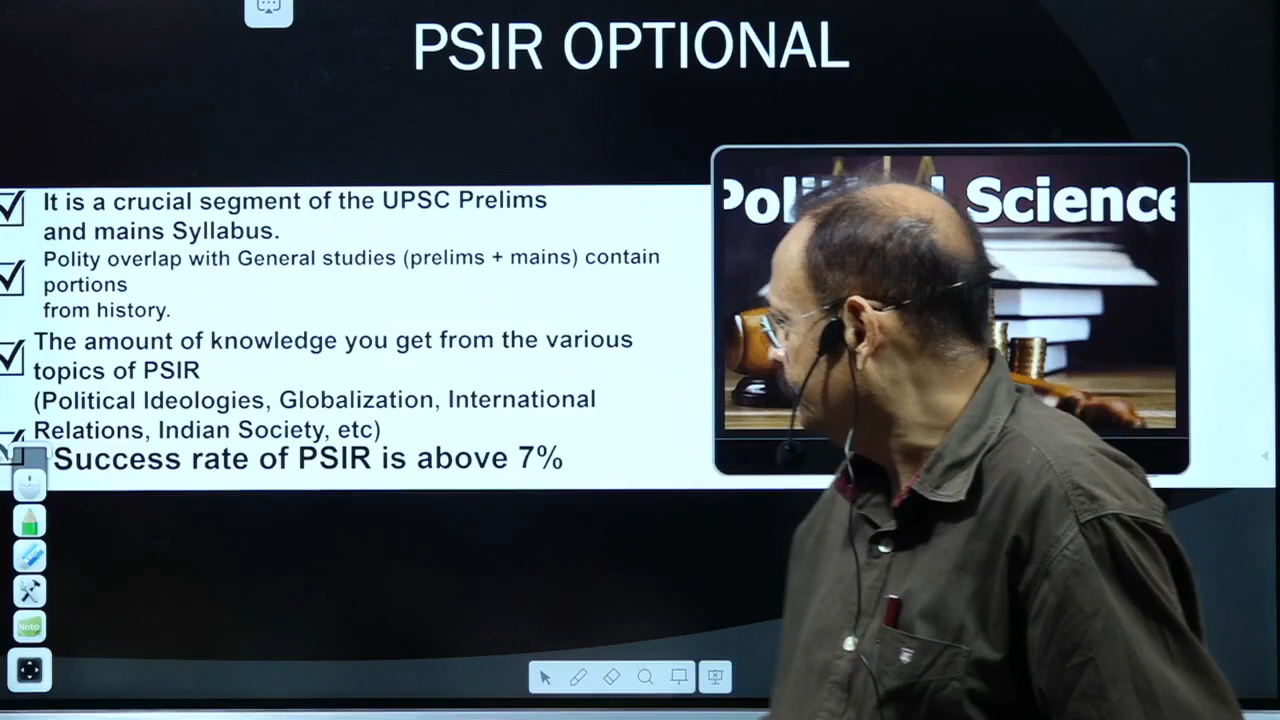 PSIR OPTIONAL
It is a crucial segment of the UPSC Prelims
and mains Syllabus.
Polity overlap with General studies (prelims + mains) contain
portions
from history.
The amount of knowledge you get from the various
topics of PSIR
(Political Ideologies, Globalization, International
Relations, Indian Society, etc)
Success rate of PSIR is above 7%
Science
Note